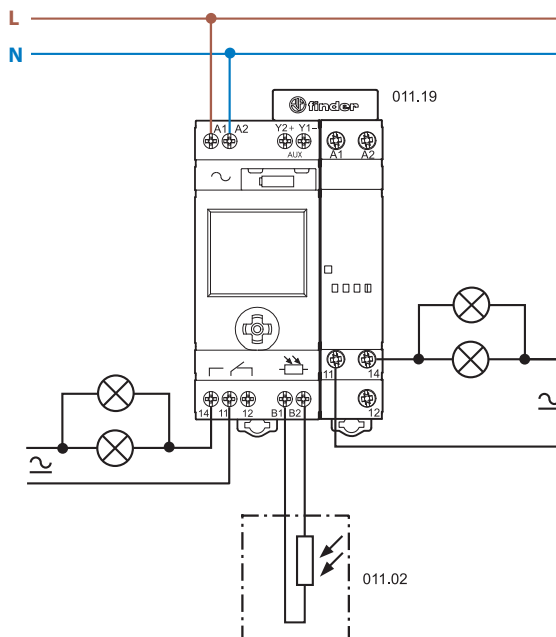 L
N
finder
011.19
A1 A2 Y2+ Y1–
AUX
A1 A2
11 14
12
14 11 12 B1 B2
011.02